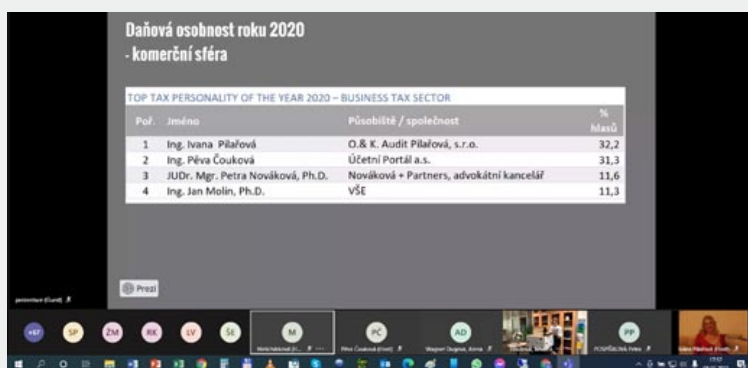 Daňová osobnost roku 2020
- komerční sféra
TOP TAX PERSONALITY OF THE YEAR 2020 – BUSINESS TAX SECTOR
Poř. Jméno Působiště / společnost % hlasů
1 Ing. Ivana Pilařová O.& K. Audit Pilařová, s.r.o. 32,2
2 Ing. Pěva Čouková Účetní Portál a.s. 31,3
3 JUDr. Mgr. Petra Nováková, Ph.D. Nováková + Partners, advokátní kancelář 11,6
4 Ing. Jan Molín, Ph.D. VŠE 11,3
Prezi
+67 SP ŽM RK LV ŠE M PČ AD PP